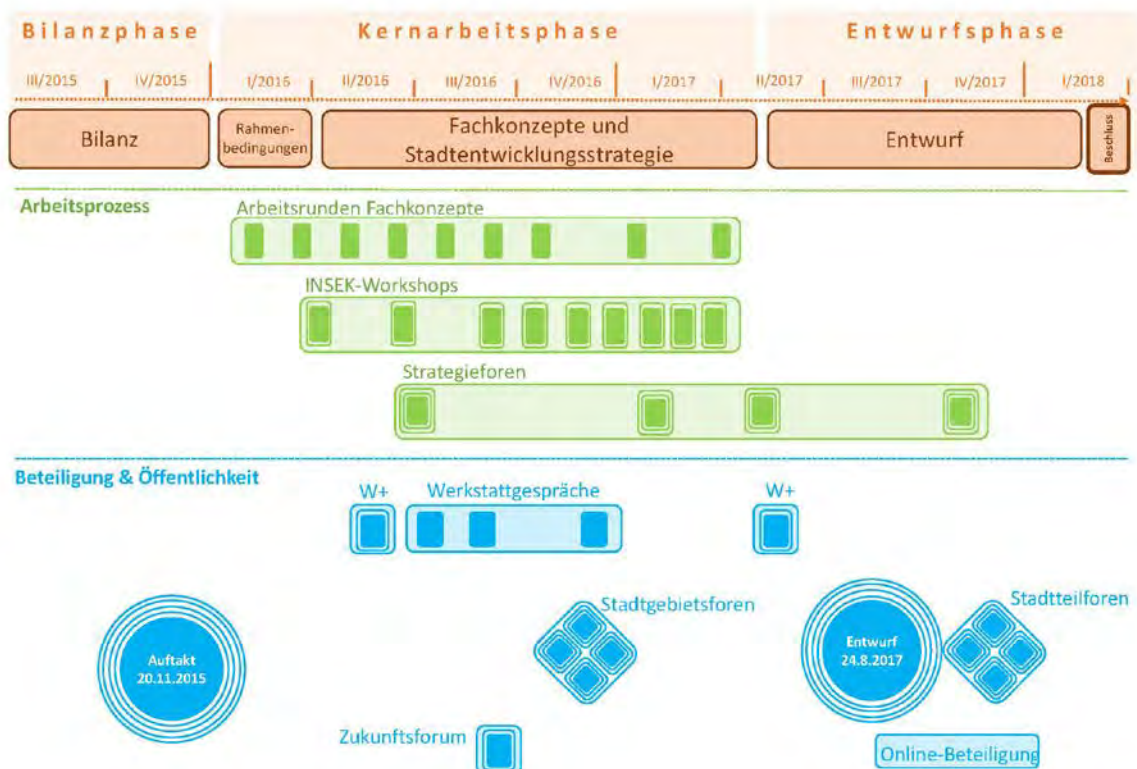 Bilanzphase
Kernarbeitsphase
Entwurfsphase
III/2015
IV/2015
I/2016
II/2016
III/2016
IV/2016
I/2017
II/2017
III/2017
IV/2017
I/2018
Bilanz
Rahmen-
bedingungen
Fachkonzepte und
Stadtentwicklungsstrategie
Entwurf
Beschluss
Arbeitsprozess
Arbeitsrunden Fachkonzepte
INSEK-Workshops
Strategieforen
Beteiligung & Öffentlichkeit
W+
Werkstattgespräche
W+
Stadtgebietsforen
Stadtteilforen
Auftakt
20.11.2015
Entwurf
24.8.2017
Zukunftsforum
Online-Beteiligung